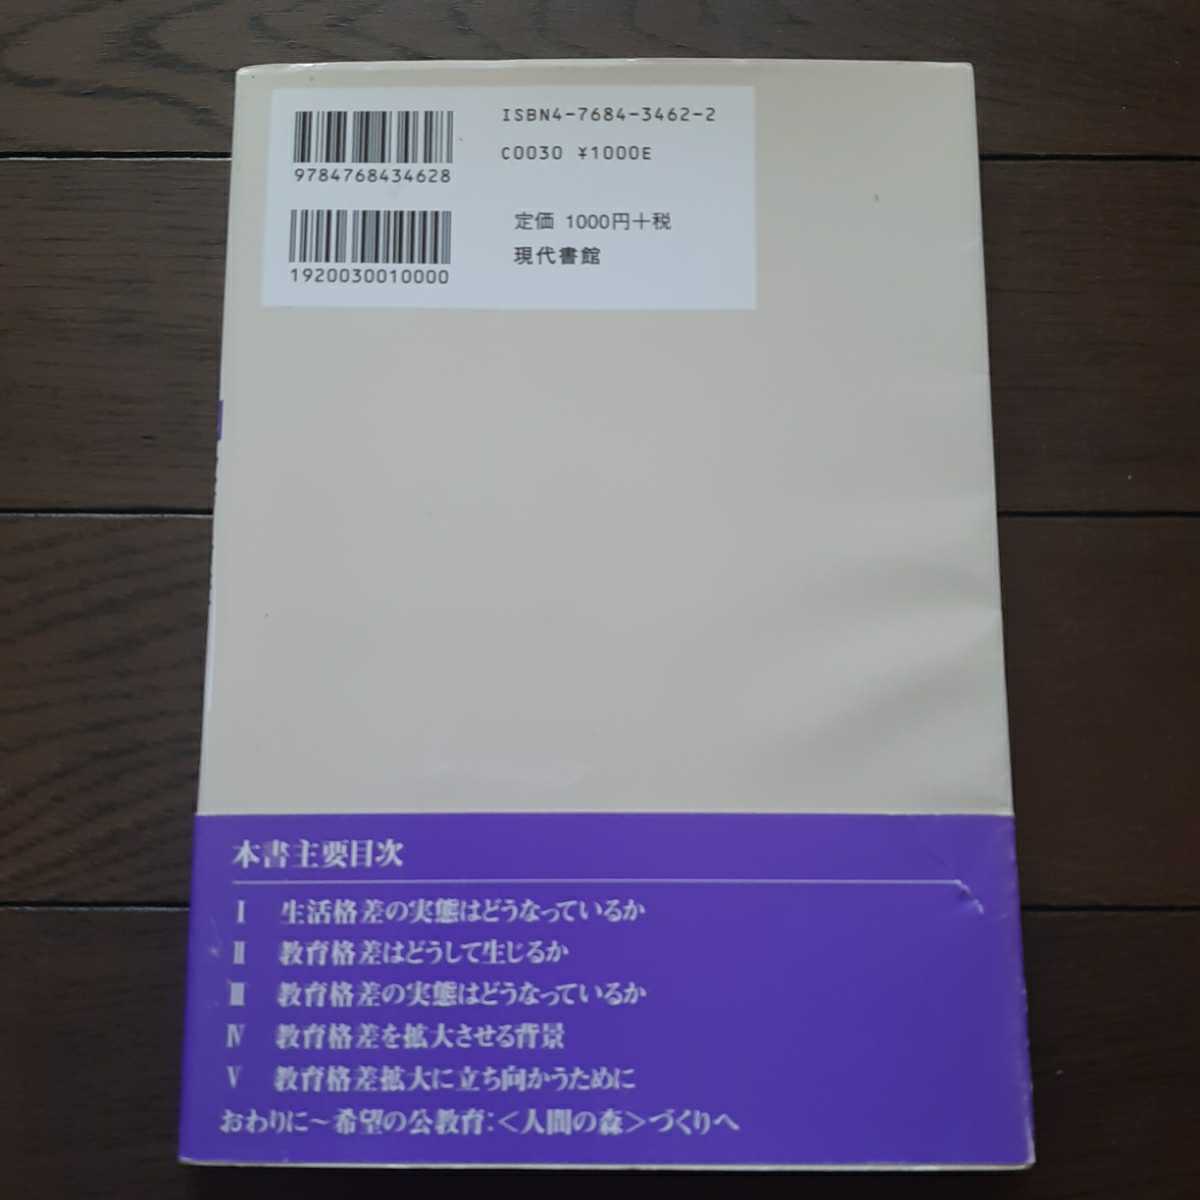 ISBN4-7684-3462-2
C0030 ¥1000E
9784768434628
定価 1000円+税
現代書館
1920030010000
本書主要目次
Ⅰ 生活格差の実態はどうなっているか
Ⅱ 教育格差はどうして生じるか
Ⅲ 教育格差の実態はどうなっているか
Ⅳ 教育格差を拡大させる背景
Ⅴ 教育格差拡大に立ち向かうために
おわりに～希望の公教育:<人間の森>づくりへ